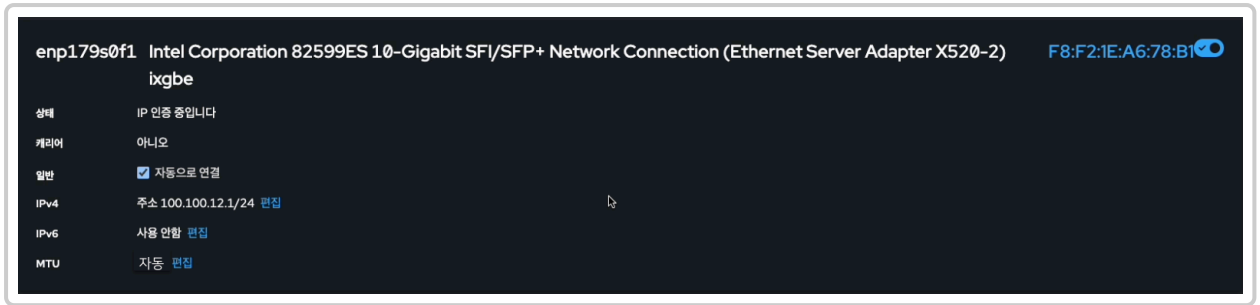 enp179s0f1 Intel Corporation 82599ES 10-Gigabit SFI/SFP+ Network Connection (Ethernet Server Adapter X520-2) F8:F2:1E:A6:78:B1
ixgbe
상태 IP 인증 중입니다
캐리어 아니오
일반 자동으로 연결
IPv4 주소 100.100.12.1/24 편집
IPv6 사용 안함 편집
MTU 자동 편집